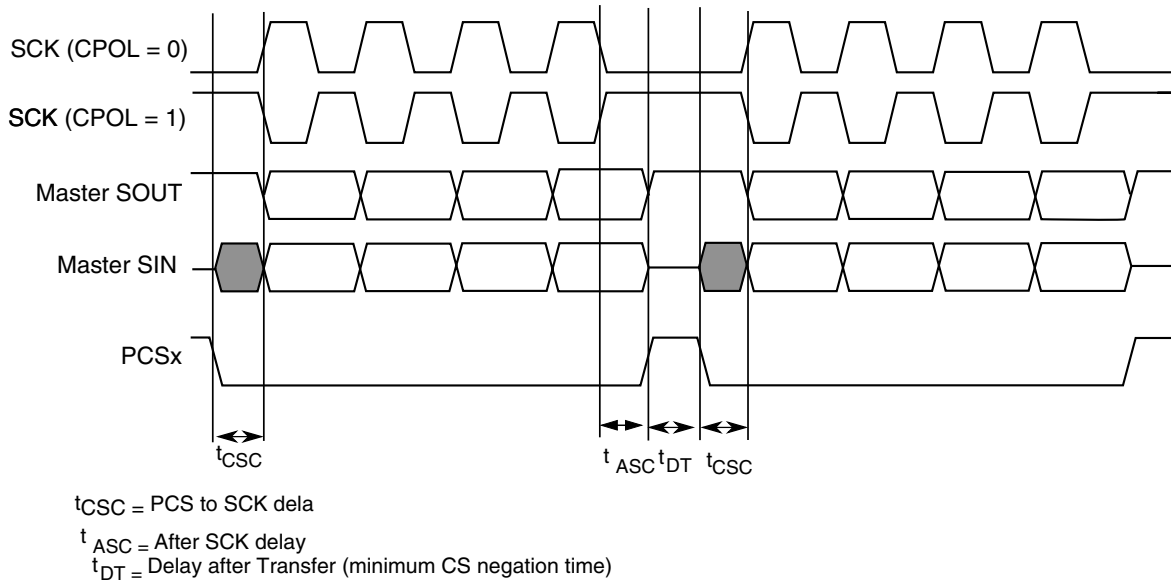 SCK (CPOL = 0)
SCK (CPOL = 1)
Master SOUT
Master SIN
PCSx
tCSC
t ASC
tDT
tCSC
tCSC = PCS to SCK dela
t ASC = After SCK delay
tDT = Delay after Transfer (minimum CS negation time)